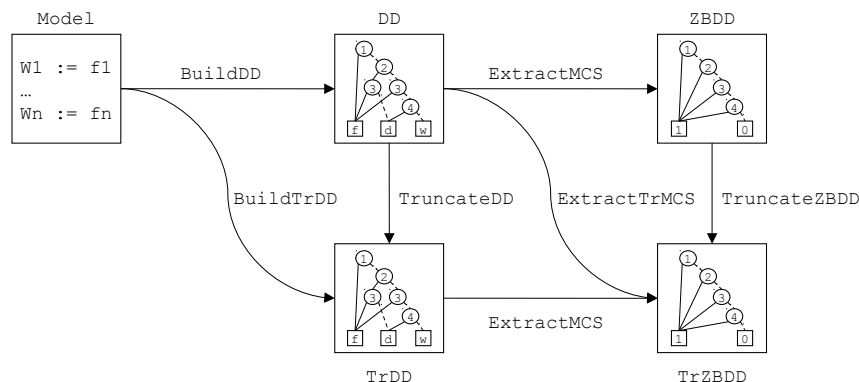 Model
DD
ZBDD
W1 := f1
…
Wn := fn
BuildDD
ExtractMCS
1
2
3
3
4
f
d
w
1
2
3
4
1
0
BuildTrDD
TruncateDD
ExtractTrMCS
TruncateZBDD
1
2
3
3
4
f
d
w
ExtractMCS
1
2
3
4
1
0
TrDD
TrZBDD